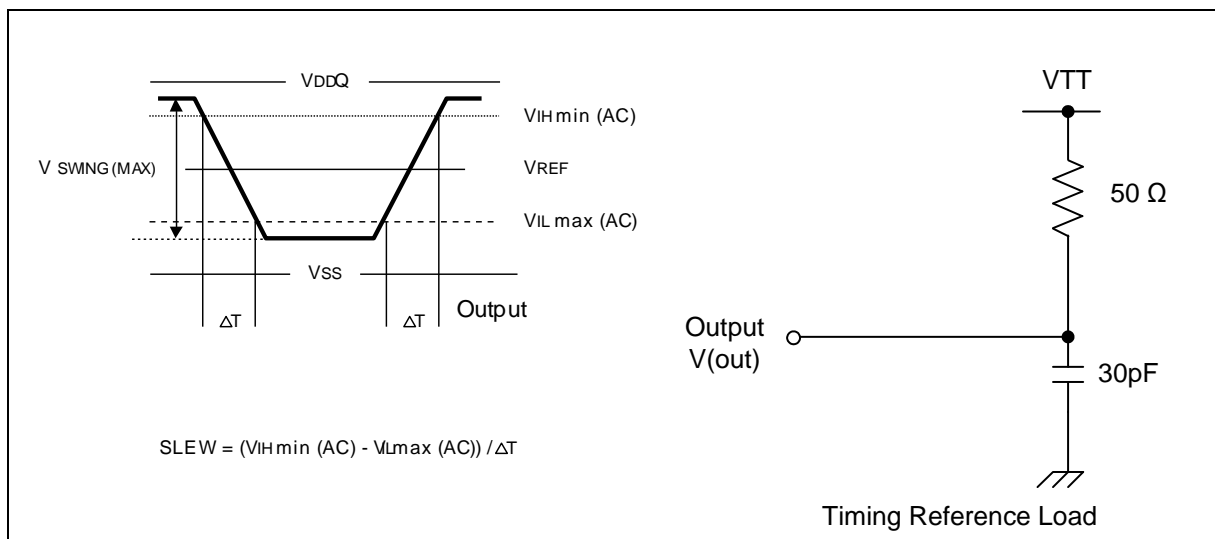 VDDQ
VIH min (AC)
V SWING (MAX)
VREF
VIL max (AC)
VSS
Output
ΔT
ΔT
SLEW = (VIH min (AC) - VILmax (AC)) / ΔT
VTT
50 Ω
Output
V(out)
30pF
Timing Reference Load